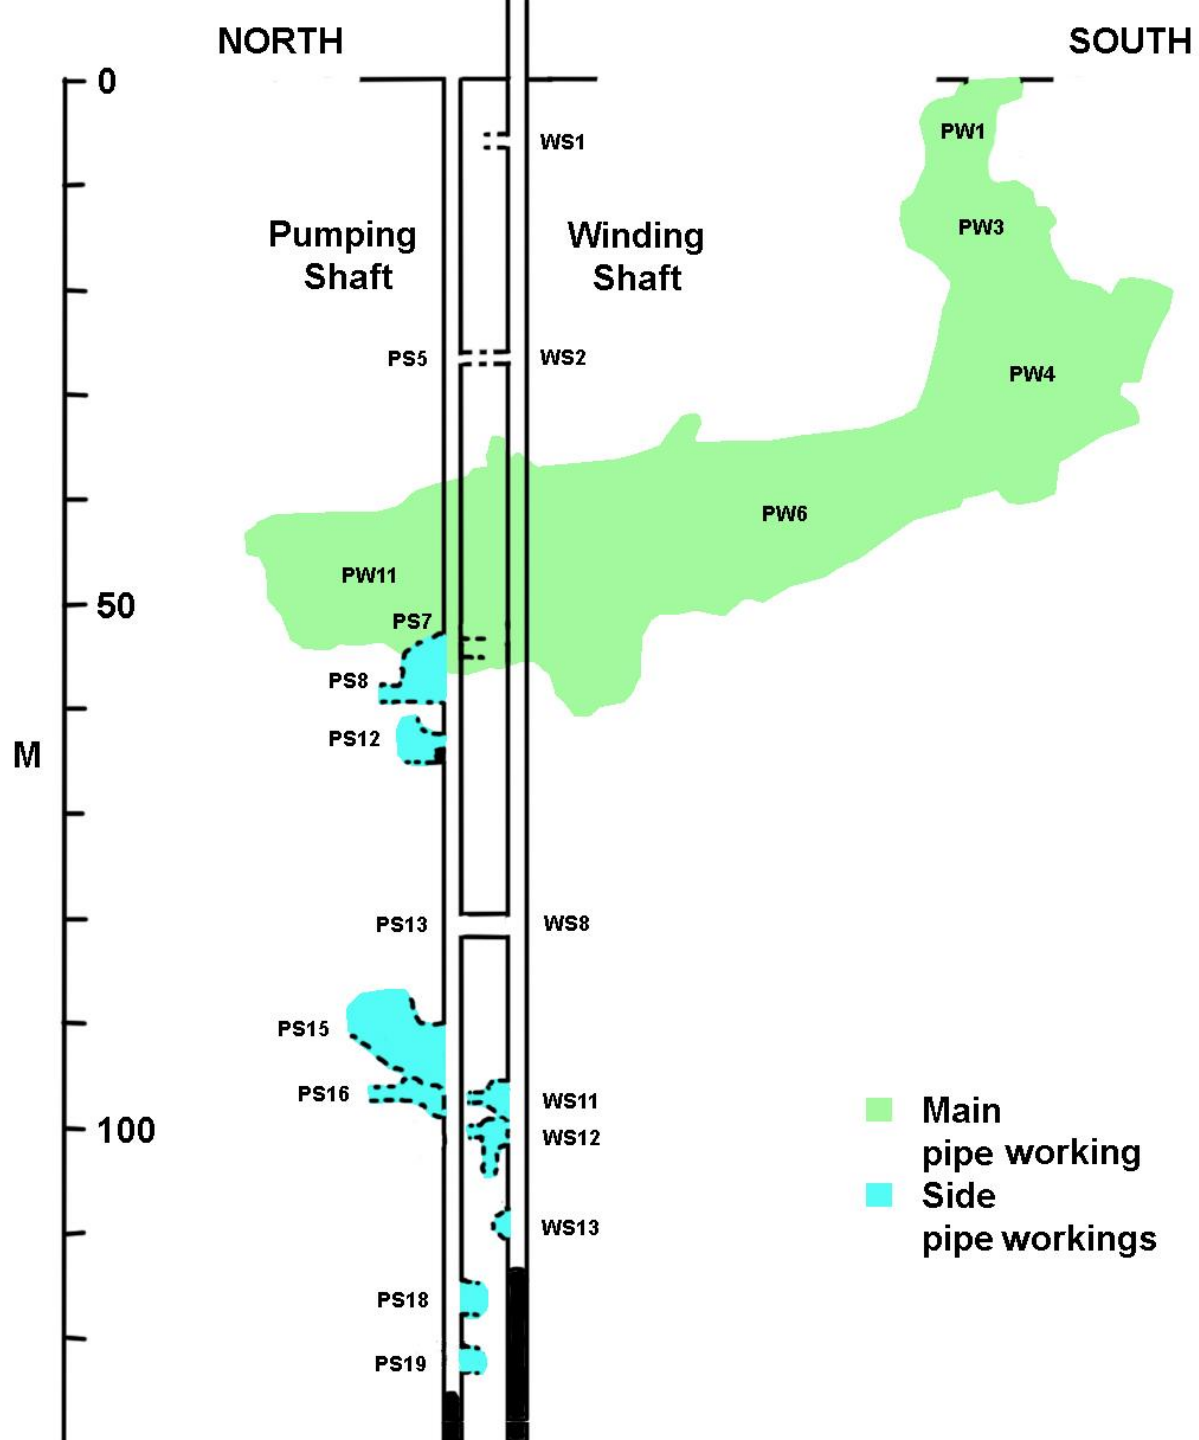 NORTH
SOUTH
0
PW1
WS1
PW3
Pumping
Shaft
Winding
Shaft
PS5
WS2
PW4
PW6
PW11
50
PS7
PS8
PS12
M
PS13
WS8
PS15
PS16
WS11
100
WS12
WS13
PS18
PS19
Main
pipe working
Side
pipe workings